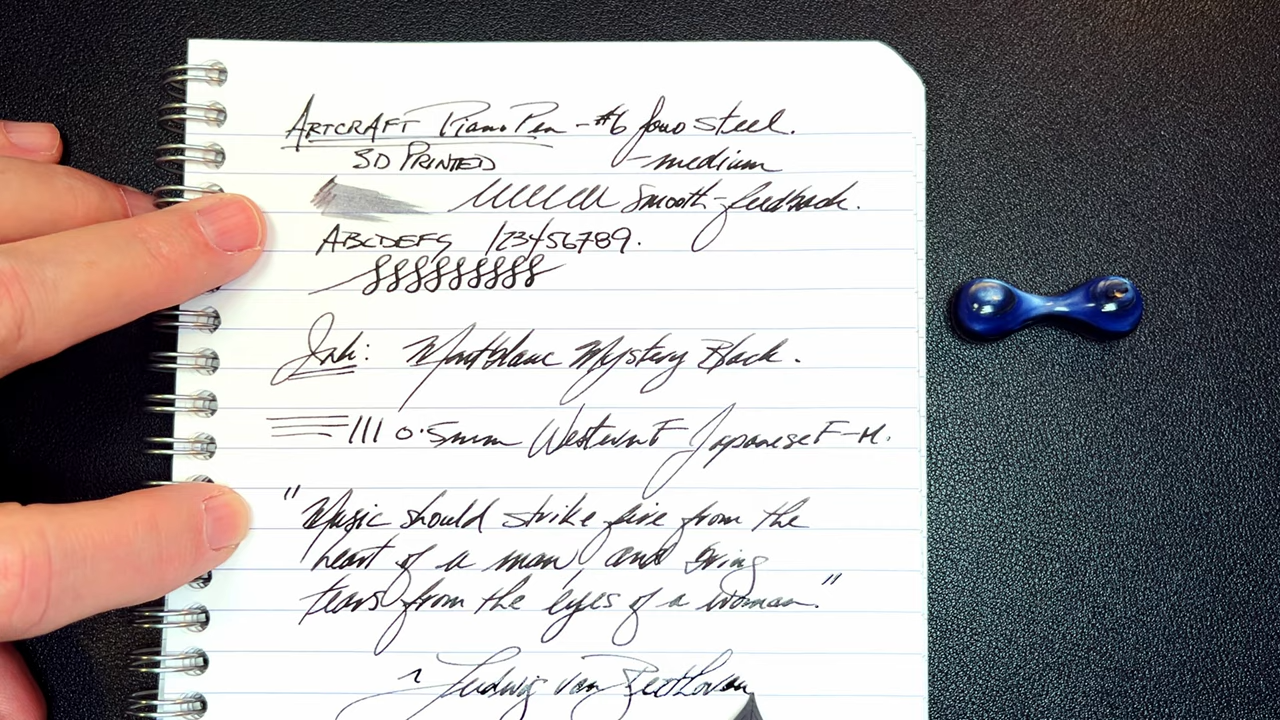 ARTCRAFT Piano Pen - #6 Jowo steel.
3D PRINTED - medium
Smooth - feedback.
ABCDEFG 123456789.
Ink: Montblanc Mystery Black.
0.5mm Western F Japanese F-M.
"Music should strike fire from the
heart of a man and bring
tears from the eyes of a woman."
~ Ludwig van Beethoven